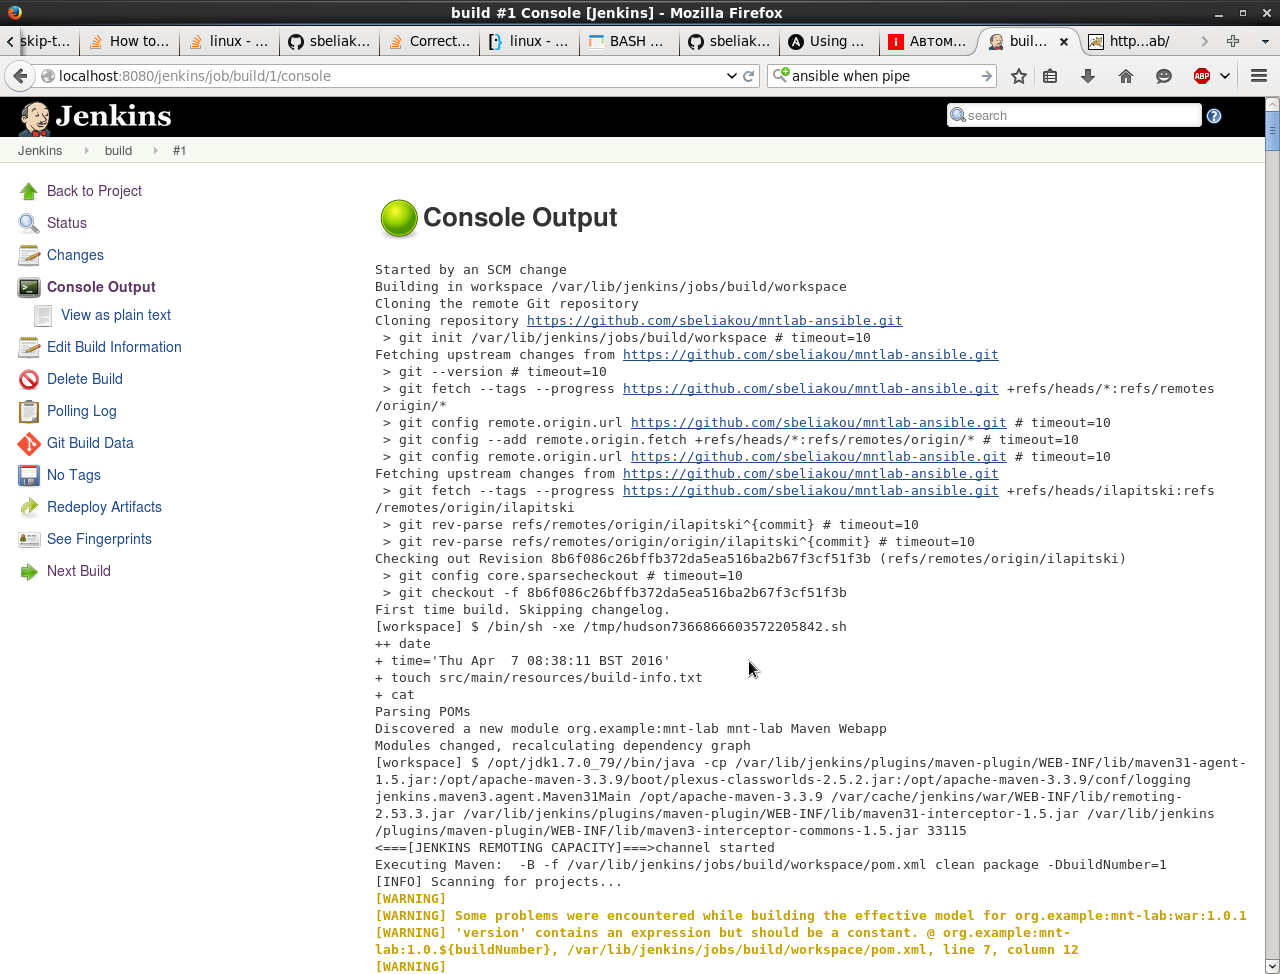 build #1 Console [Jenkins] - Mozilla Firefox
skip-t...
How to...
linux - ...
sbeliak...
Correct...
linux - ...
BASH ...
sbeliak...
Using ...
Автом...
buil...
http...ab/
localhost:8080/jenkins/job/build/1/console
ansible when pipe
ABP
Jenkins
search
Jenkins
build
#1
Back to Project
Status
Changes
Console Output
View as plain text
Edit Build Information
Delete Build
Polling Log
Git Build Data
No Tags
Redeploy Artifacts
See Fingerprints
Next Build
Console Output
Started by an SCM change
Building in workspace /var/lib/jenkins/jobs/build/workspace
Cloning the remote Git repository
Cloning repository https://github.com/sbeliakou/mntlab-ansible.git
 > git init /var/lib/jenkins/jobs/build/workspace # timeout=10
Fetching upstream changes from https://github.com/sbeliakou/mntlab-ansible.git
 > git --version # timeout=10
 > git fetch --tags --progress https://github.com/sbeliakou/mntlab-ansible.git +refs/heads/*:refs/remotes
/origin/*
 > git config remote.origin.url https://github.com/sbeliakou/mntlab-ansible.git # timeout=10
 > git config --add remote.origin.fetch +refs/heads/*:refs/remotes/origin/* # timeout=10
 > git config remote.origin.url https://github.com/sbeliakou/mntlab-ansible.git # timeout=10
Fetching upstream changes from https://github.com/sbeliakou/mntlab-ansible.git
 > git fetch --tags --progress https://github.com/sbeliakou/mntlab-ansible.git +refs/heads/ilapitski:refs
/remotes/origin/ilapitski
 > git rev-parse refs/remotes/origin/ilapitski^{commit} # timeout=10
 > git rev-parse refs/remotes/origin/origin/ilapitski^{commit} # timeout=10
Checking out Revision 8b6f086c26bffb372da5ea516ba2b67f3cf51f3b (refs/remotes/origin/ilapitski)
 > git config core.sparsecheckout # timeout=10
 > git checkout -f 8b6f086c26bffb372da5ea516ba2b67f3cf51f3b
First time build. Skipping changelog.
[workspace] $ /bin/sh -xe /tmp/hudson7366866603572205842.sh
++ date
+ time='Thu Apr  7 08:38:11 BST 2016'
+ touch src/main/resources/build-info.txt
+ cat
Parsing POMs
Discovered a new module org.example:mnt-lab mnt-lab Maven Webapp
Modules changed, recalculating dependency graph
[workspace] $ /opt/jdk1.7.0_79//bin/java -cp /var/lib/jenkins/plugins/maven-plugin/WEB-INF/lib/maven31-agent-
1.5.jar:/opt/apache-maven-3.3.9/boot/plexus-classworlds-2.5.2.jar:/opt/apache-maven-3.3.9/conf/logging
jenkins.maven3.agent.Maven31Main /opt/apache-maven-3.3.9 /var/cache/jenkins/war/WEB-INF/lib/remoting-
2.53.3.jar /var/lib/jenkins/plugins/maven-plugin/WEB-INF/lib/maven31-interceptor-1.5.jar /var/lib/jenkins
/plugins/maven-plugin/WEB-INF/lib/maven3-interceptor-commons-1.5.jar 33115
<===[JENKINS REMOTING CAPACITY]===>channel started
Executing Maven:  -B -f /var/lib/jenkins/jobs/build/workspace/pom.xml clean package -DbuildNumber=1
[INFO] Scanning for projects...
[WARNING]
[WARNING] Some problems were encountered while building the effective model for org.example:mnt-lab:war:1.0.1
[WARNING] 'version' contains an expression but should be a constant. @ org.example:mnt-
lab:1.0.${buildNumber}, /var/lib/jenkins/jobs/build/workspace/pom.xml, line 7, column 12
[WARNING]